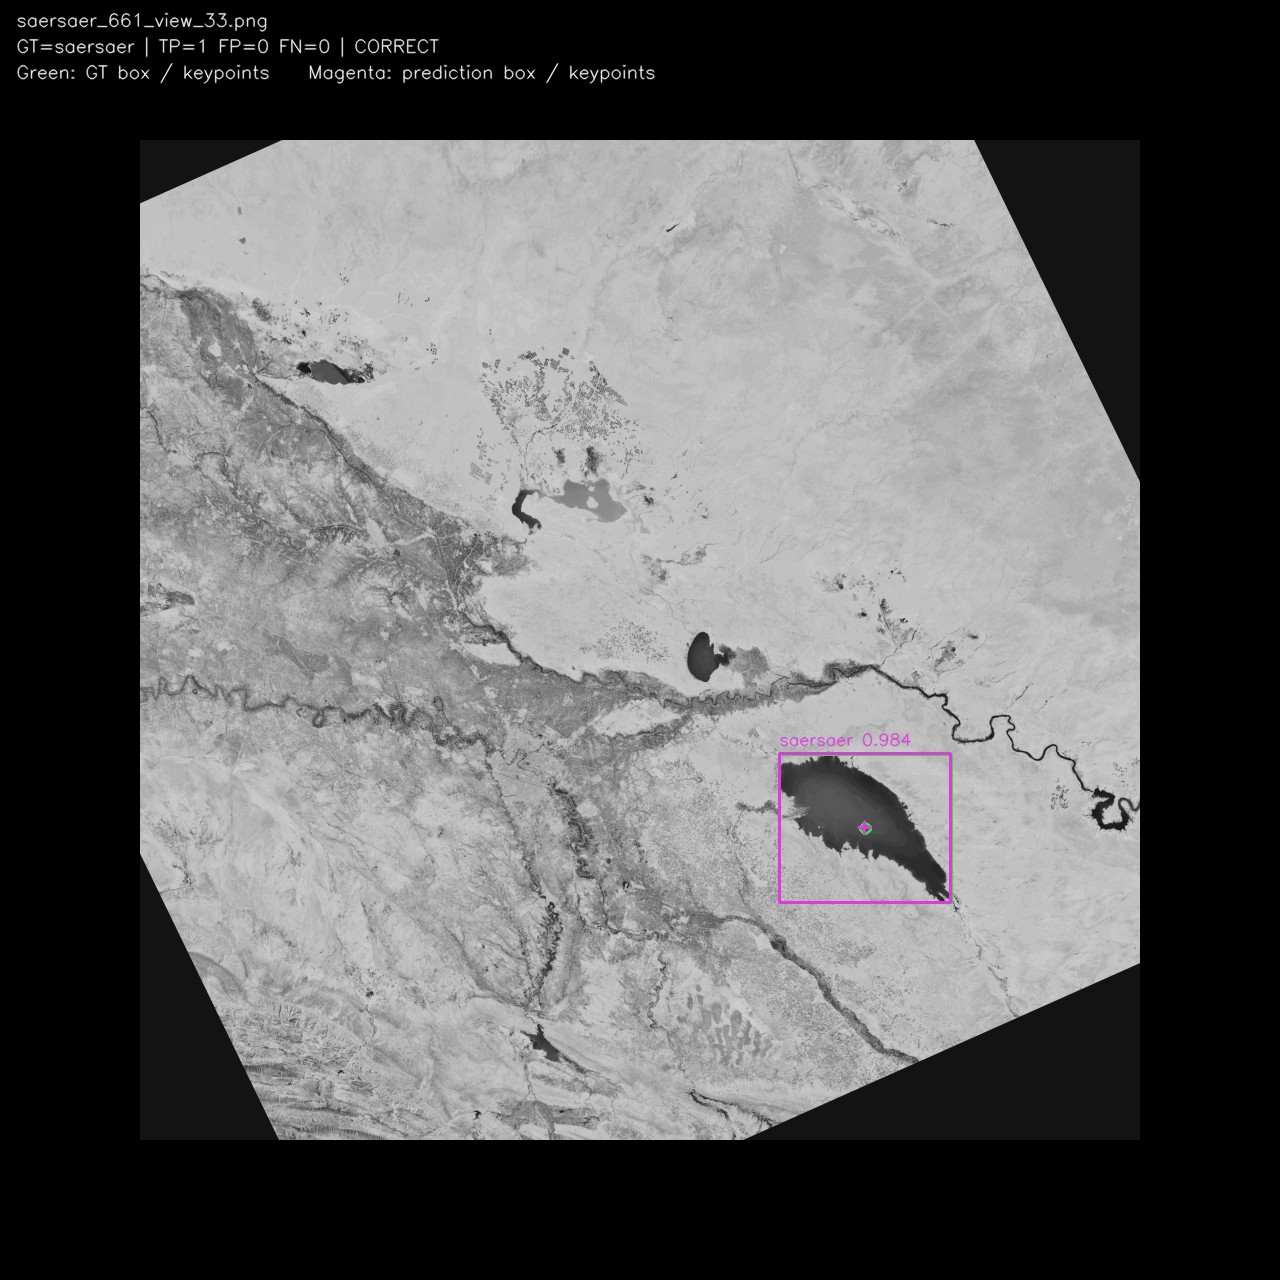 saersaer_661_view_33.png
GT=saersaer | TP=1 FP=0 FN=0 | CORRECT
Green: GT box / keypoints    Magenta: prediction box / keypoints
saersaer 0.984